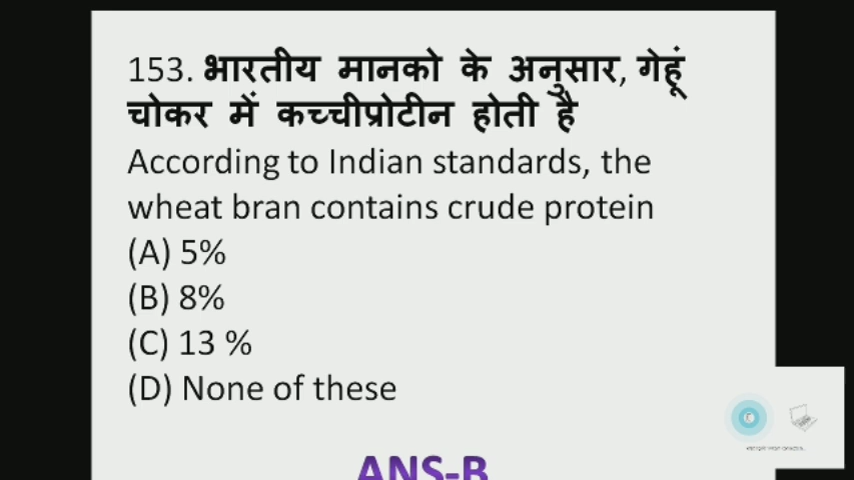 153. भारतीय मानको के अनुसार, गेहूं
चोकर में कच्चीप्रोटीन होती है
According to Indian standards, the
wheat bran contains crude protein
(A) 5%
(B) 8%
(C) 13 %
(D) None of these
ANS-B